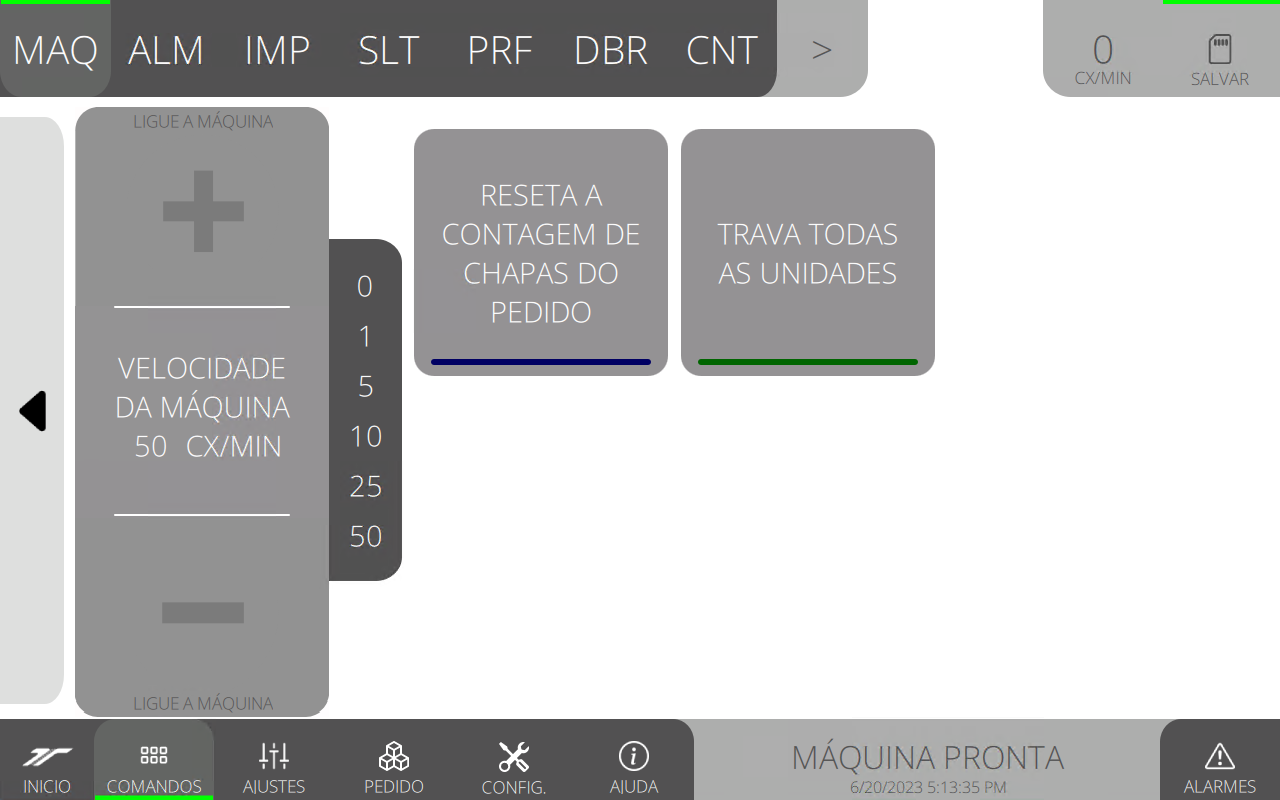 MAQ ALM IMP SLT PRF DBR CNT >
0
CX/MIN
SALVAR
LIGUE A MÁQUINA
VELOCIDADE
DA MÁQUINA
50 CX/MIN
LIGUE A MÁQUINA
0
1
5
10
25
50
RESETA A
CONTAGEM DE
CHAPAS DO
PEDIDO
TRAVA TODAS
AS UNIDADES
INICIO
COMANDOS
AJUSTES
PEDIDO
CONFIG.
AJUDA
MÁQUINA PRONTA
6/20/2023 5:13:35 PM
ALARMES